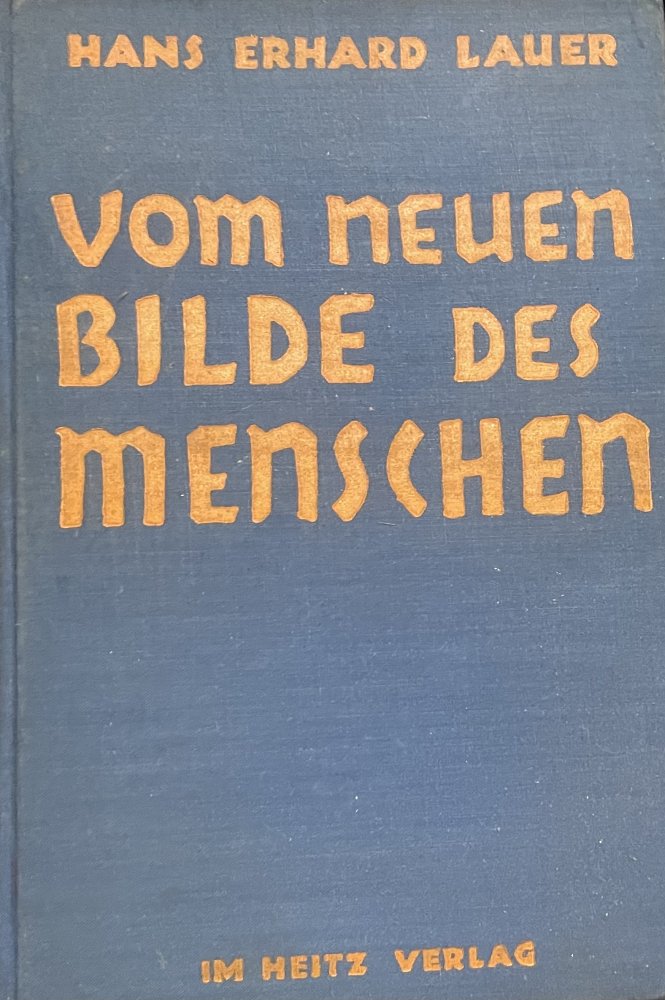 HANS ERHARD LAUER
VOM NEUEN
BILDE DES
MENSCHEN
IM HEITZ VERLAG